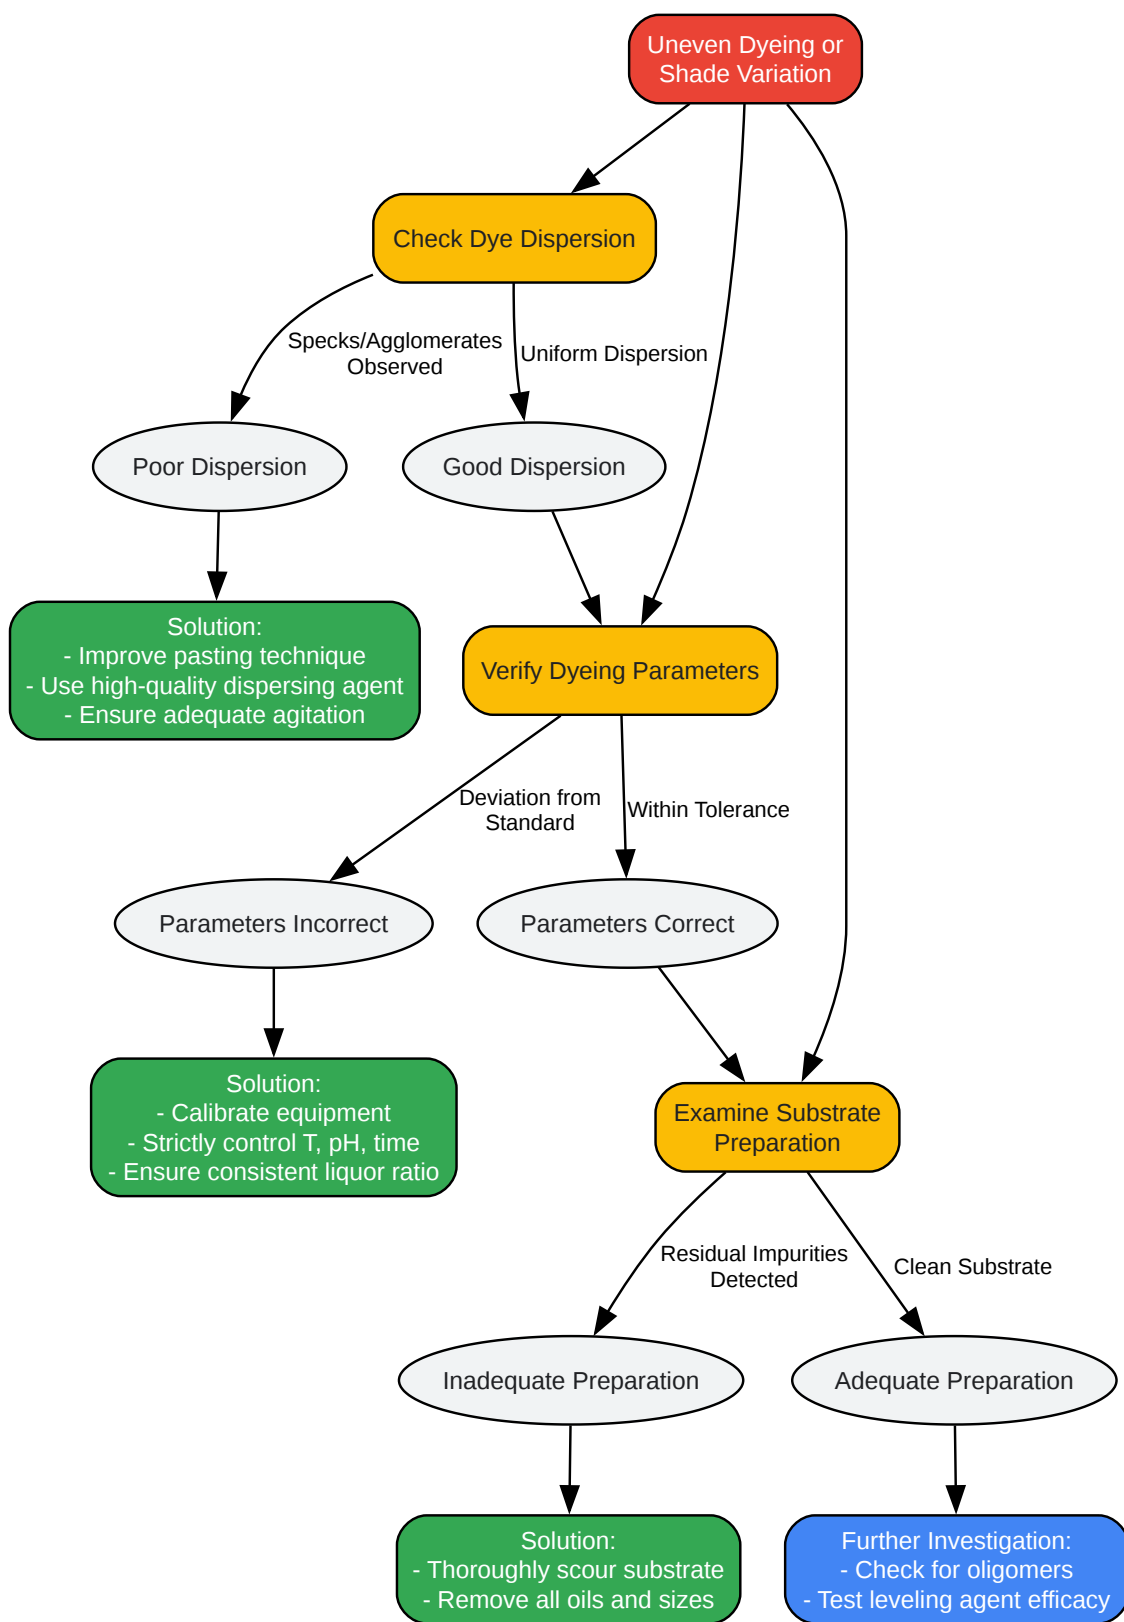 Uneven Dyeing or
Shade Variation
Check Dye Dispersion
Specks/Agglomerates
Observed
Uniform Dispersion
Poor Dispersion
Good Dispersion
Solution:
- Improve pasting technique
- Use high-quality dispersing agent
- Ensure adequate agitation
Verify Dyeing Parameters
Deviation from
Standard
Within Tolerance
Parameters Incorrect
Parameters Correct
Solution:
- Calibrate equipment
- Strictly control T, pH, time
- Ensure consistent liquor ratio
Examine Substrate
Preparation
Residual Impurities
Detected
Clean Substrate
Inadequate Preparation
Adequate Preparation
Solution:
- Thoroughly scour substrate
- Remove all oils and sizes
Further Investigation:
- Check for oligomers
- Test leveling agent efficacy